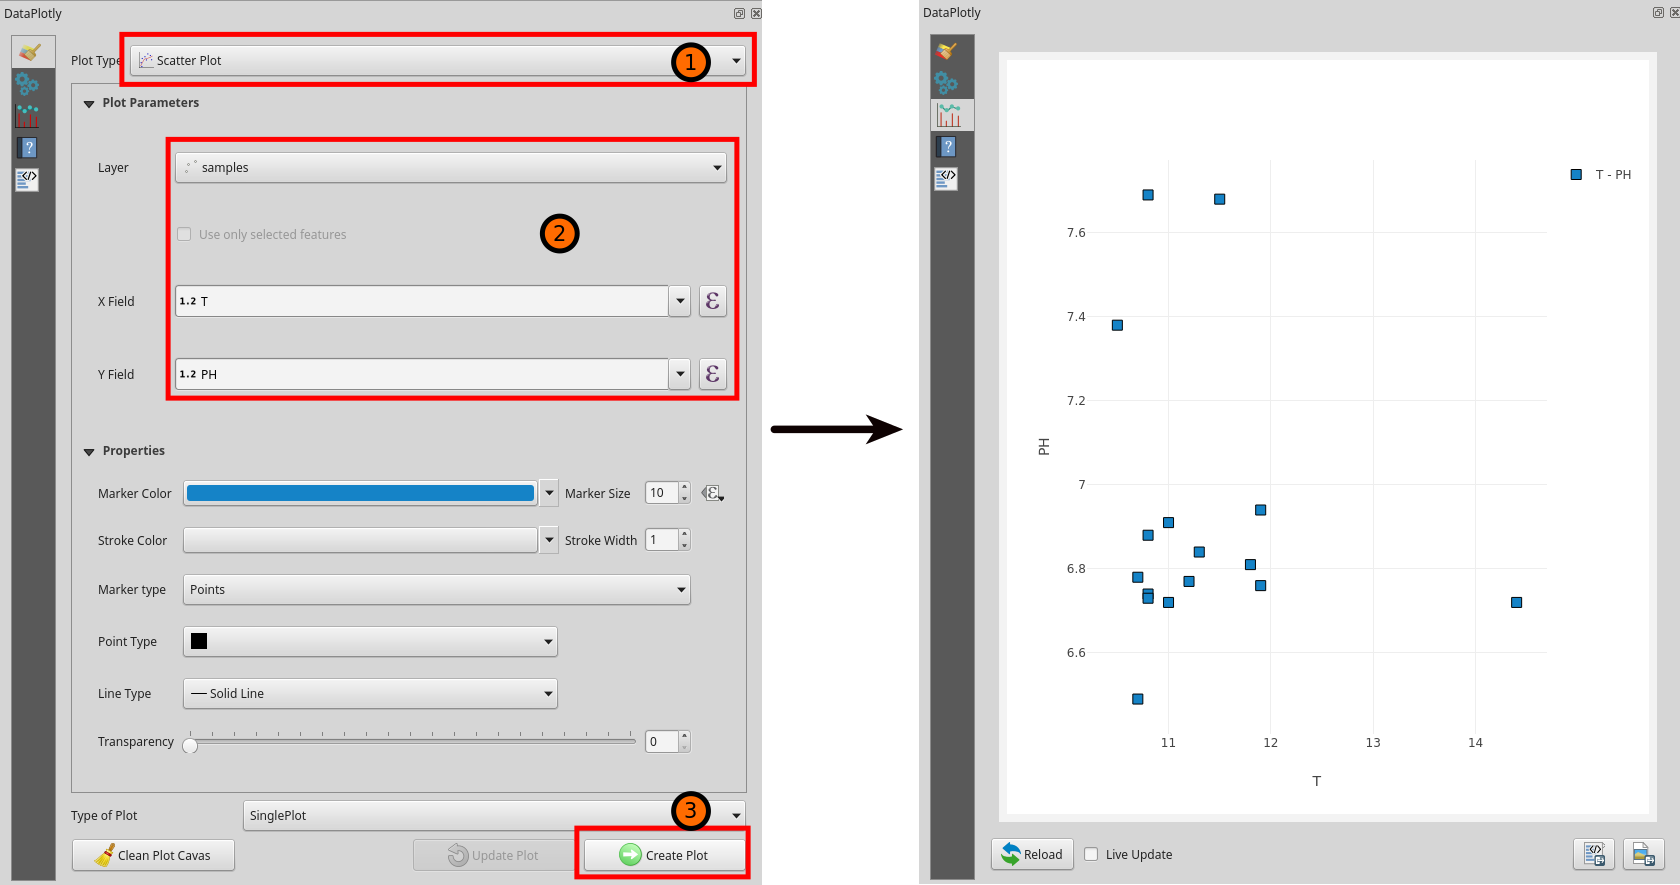 DataPlotly
Plot Type
Scatter Plot
1
Plot Parameters
Layer
samples
Use only selected features
2
X Field
1.2 T
ε
Y Field
1.2 PH
ε
Properties
Marker Color
Marker Size
10
ε
Stroke Color
Stroke Width
1
Marker type
Points
Point Type
Line Type
Solid Line
Transparency
0
Type of Plot
SinglePlot
3
Clean Plot Cavas
Update Plot
Create Plot
DataPlotly
?
</>
T - PH
7.6
7.4
7.2
7
6.8
6.6
PH
11
12
13
14
T
Reload
Live Update
</>